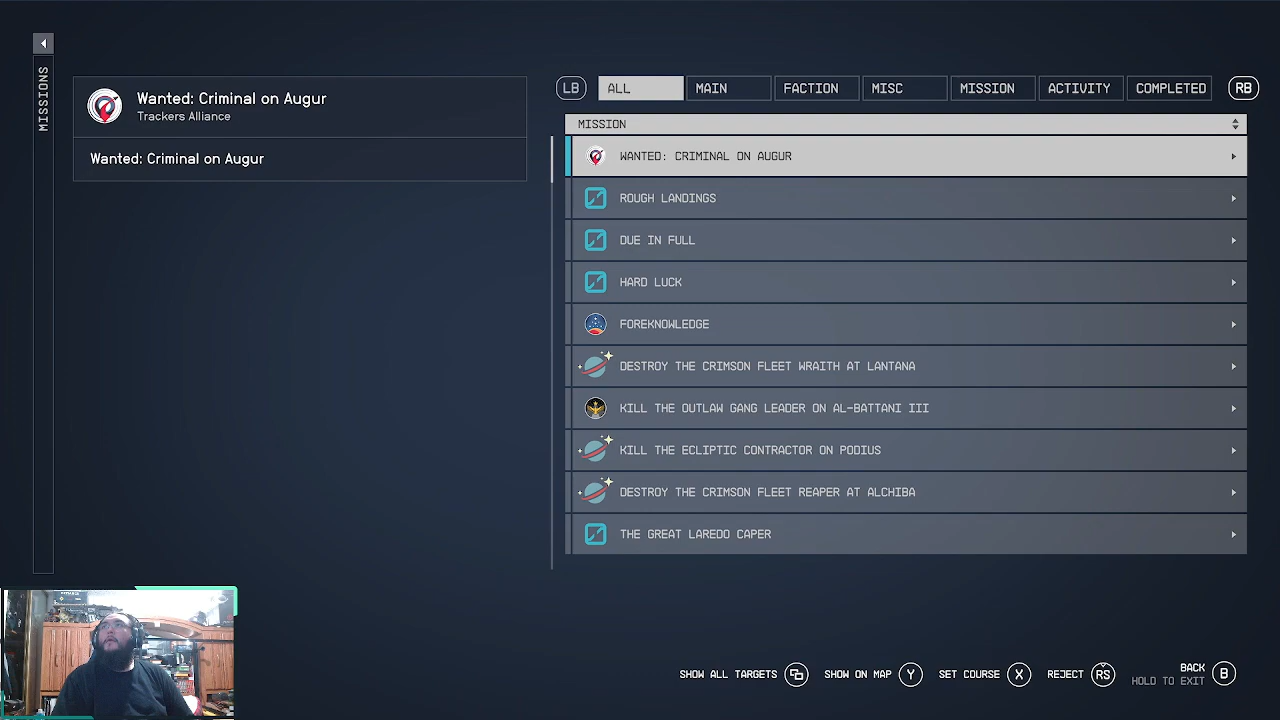 MISSIONS
Wanted: Criminal on Augur
Trackers Alliance
Wanted: Criminal on Augur
LB
ALL
MAIN
FACTION
MISC
MISSION
ACTIVITY
COMPLETED
RB
MISSION
WANTED: CRIMINAL ON AUGUR
ROUGH LANDINGS
DUE IN FULL
HARD LUCK
FOREKNOWLEDGE
DESTROY THE CRIMSON FLEET WRAITH AT LANTANA
KILL THE OUTLAW GANG LEADER ON AL-BATTANI III
KILL THE ECLIPTIC CONTRACTOR ON PODIUS
DESTROY THE CRIMSON FLEET REAPER AT ALCHIBA
THE GREAT LAREDO CAPER
SHOW ALL TARGETS
SHOW ON MAP Y
SET COURSE X
REJECT RS
BACK
HOLD TO EXIT B